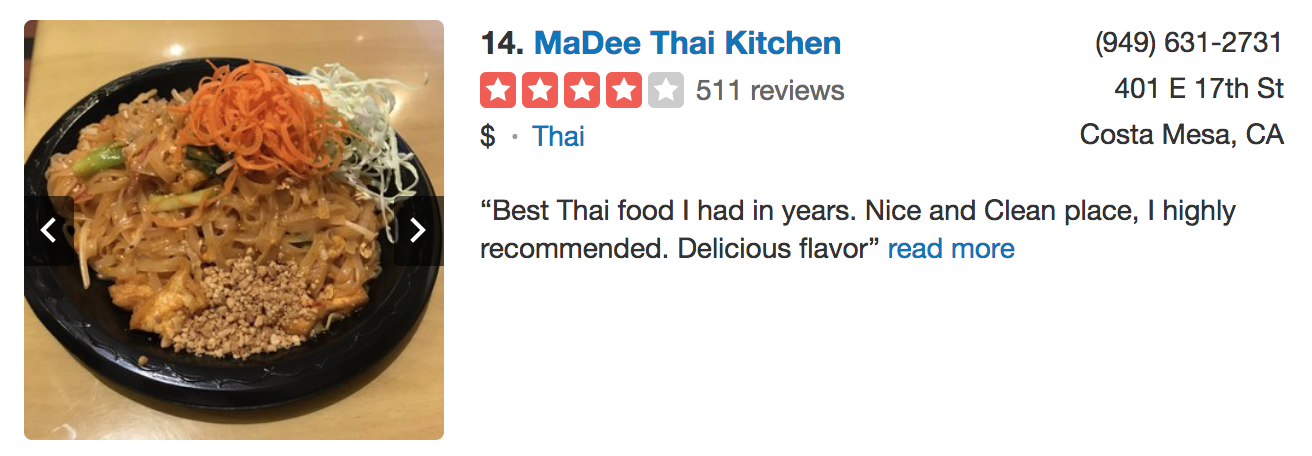 14. MaDee Thai Kitchen
511 reviews
$ · Thai
(949) 631-2731
401 E 17th St
Costa Mesa, CA
“Best Thai food I had in years. Nice and Clean place, I highly
recommended. Delicious flavor” read more